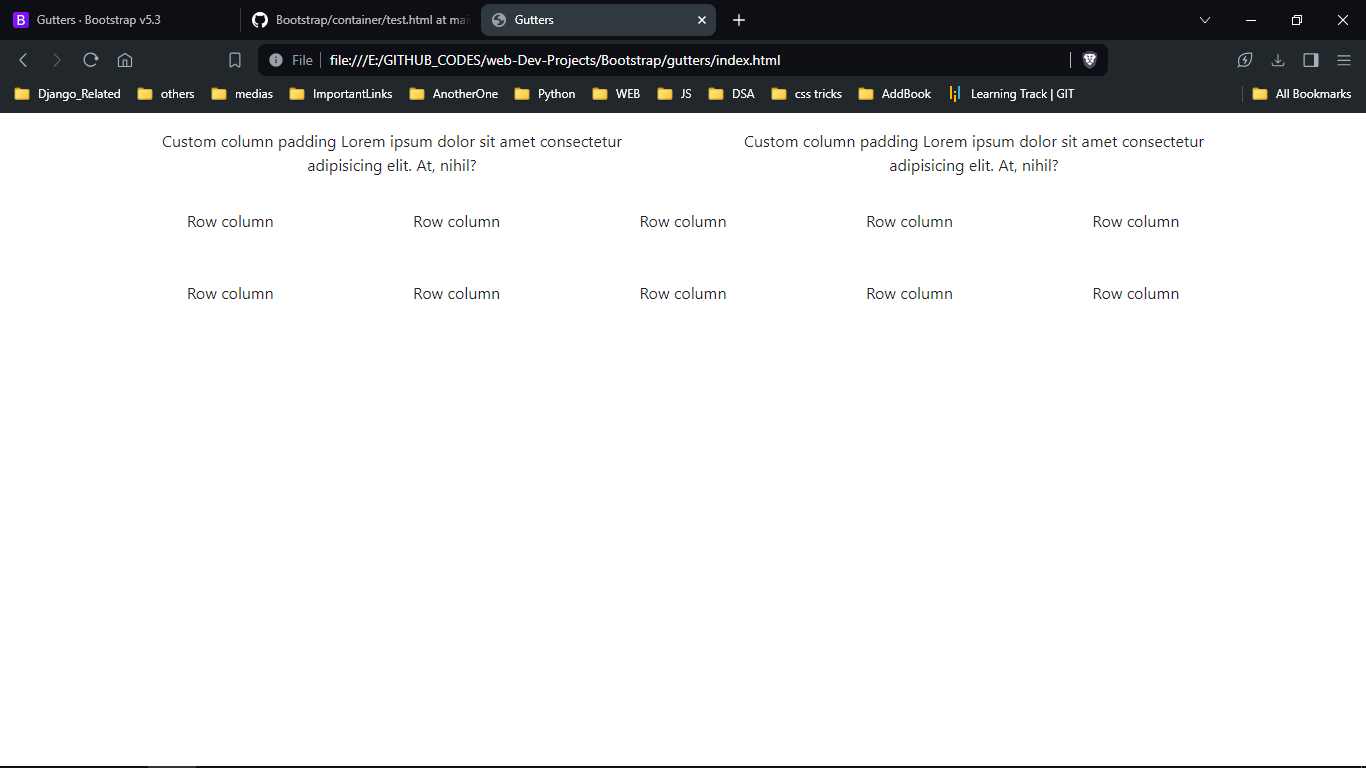 Gutters · Bootstrap v5.3
Bootstrap/container/test.html at mai
Gutters
File
file:///E:/GITHUB_CODES/web-Dev-Projects/Bootstrap/gutters/index.html
Django_Related others medias ImportantLinks AnotherOne Python WEB JS DSA css tricks AddBook Learning Track | GIT All Bookmarks
Custom column padding Lorem ipsum dolor sit amet consectetur
adipisicing elit. At, nihil?
Custom column padding Lorem ipsum dolor sit amet consectetur
adipisicing elit. At, nihil?
Row column Row column Row column Row column Row column
Row column Row column Row column Row column Row column